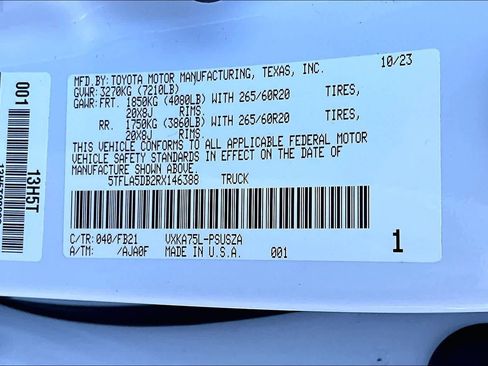 MFD.BY: TOYOTA MOTOR MANUFACTURING, TEXAS, INC. 10/23
GVWR: 3270KG (7210LB)
GAWR: FRT. 1850KG (4080LB) WITH 265/60R20 TIRES,
20X8J RIMS
RR. 1750KG (3860LB) WITH 265/60R20 TIRES,
20X8J RIMS
THIS VEHICLE CONFORMS TO ALL APPLICABLE FEDERAL MOTOR
VEHICLE SAFETY STANDARDS IN EFFECT ON THE DATE OF
MANUFACTURE SHOWN ABOVE.
5TFLA5DB2RX146388 TRUCK
C/TR: 040/FB21 VXKA75L-PSUSZA
A/TM: /AJA0F MADE IN U.S.A. 001 1
001
13H5T